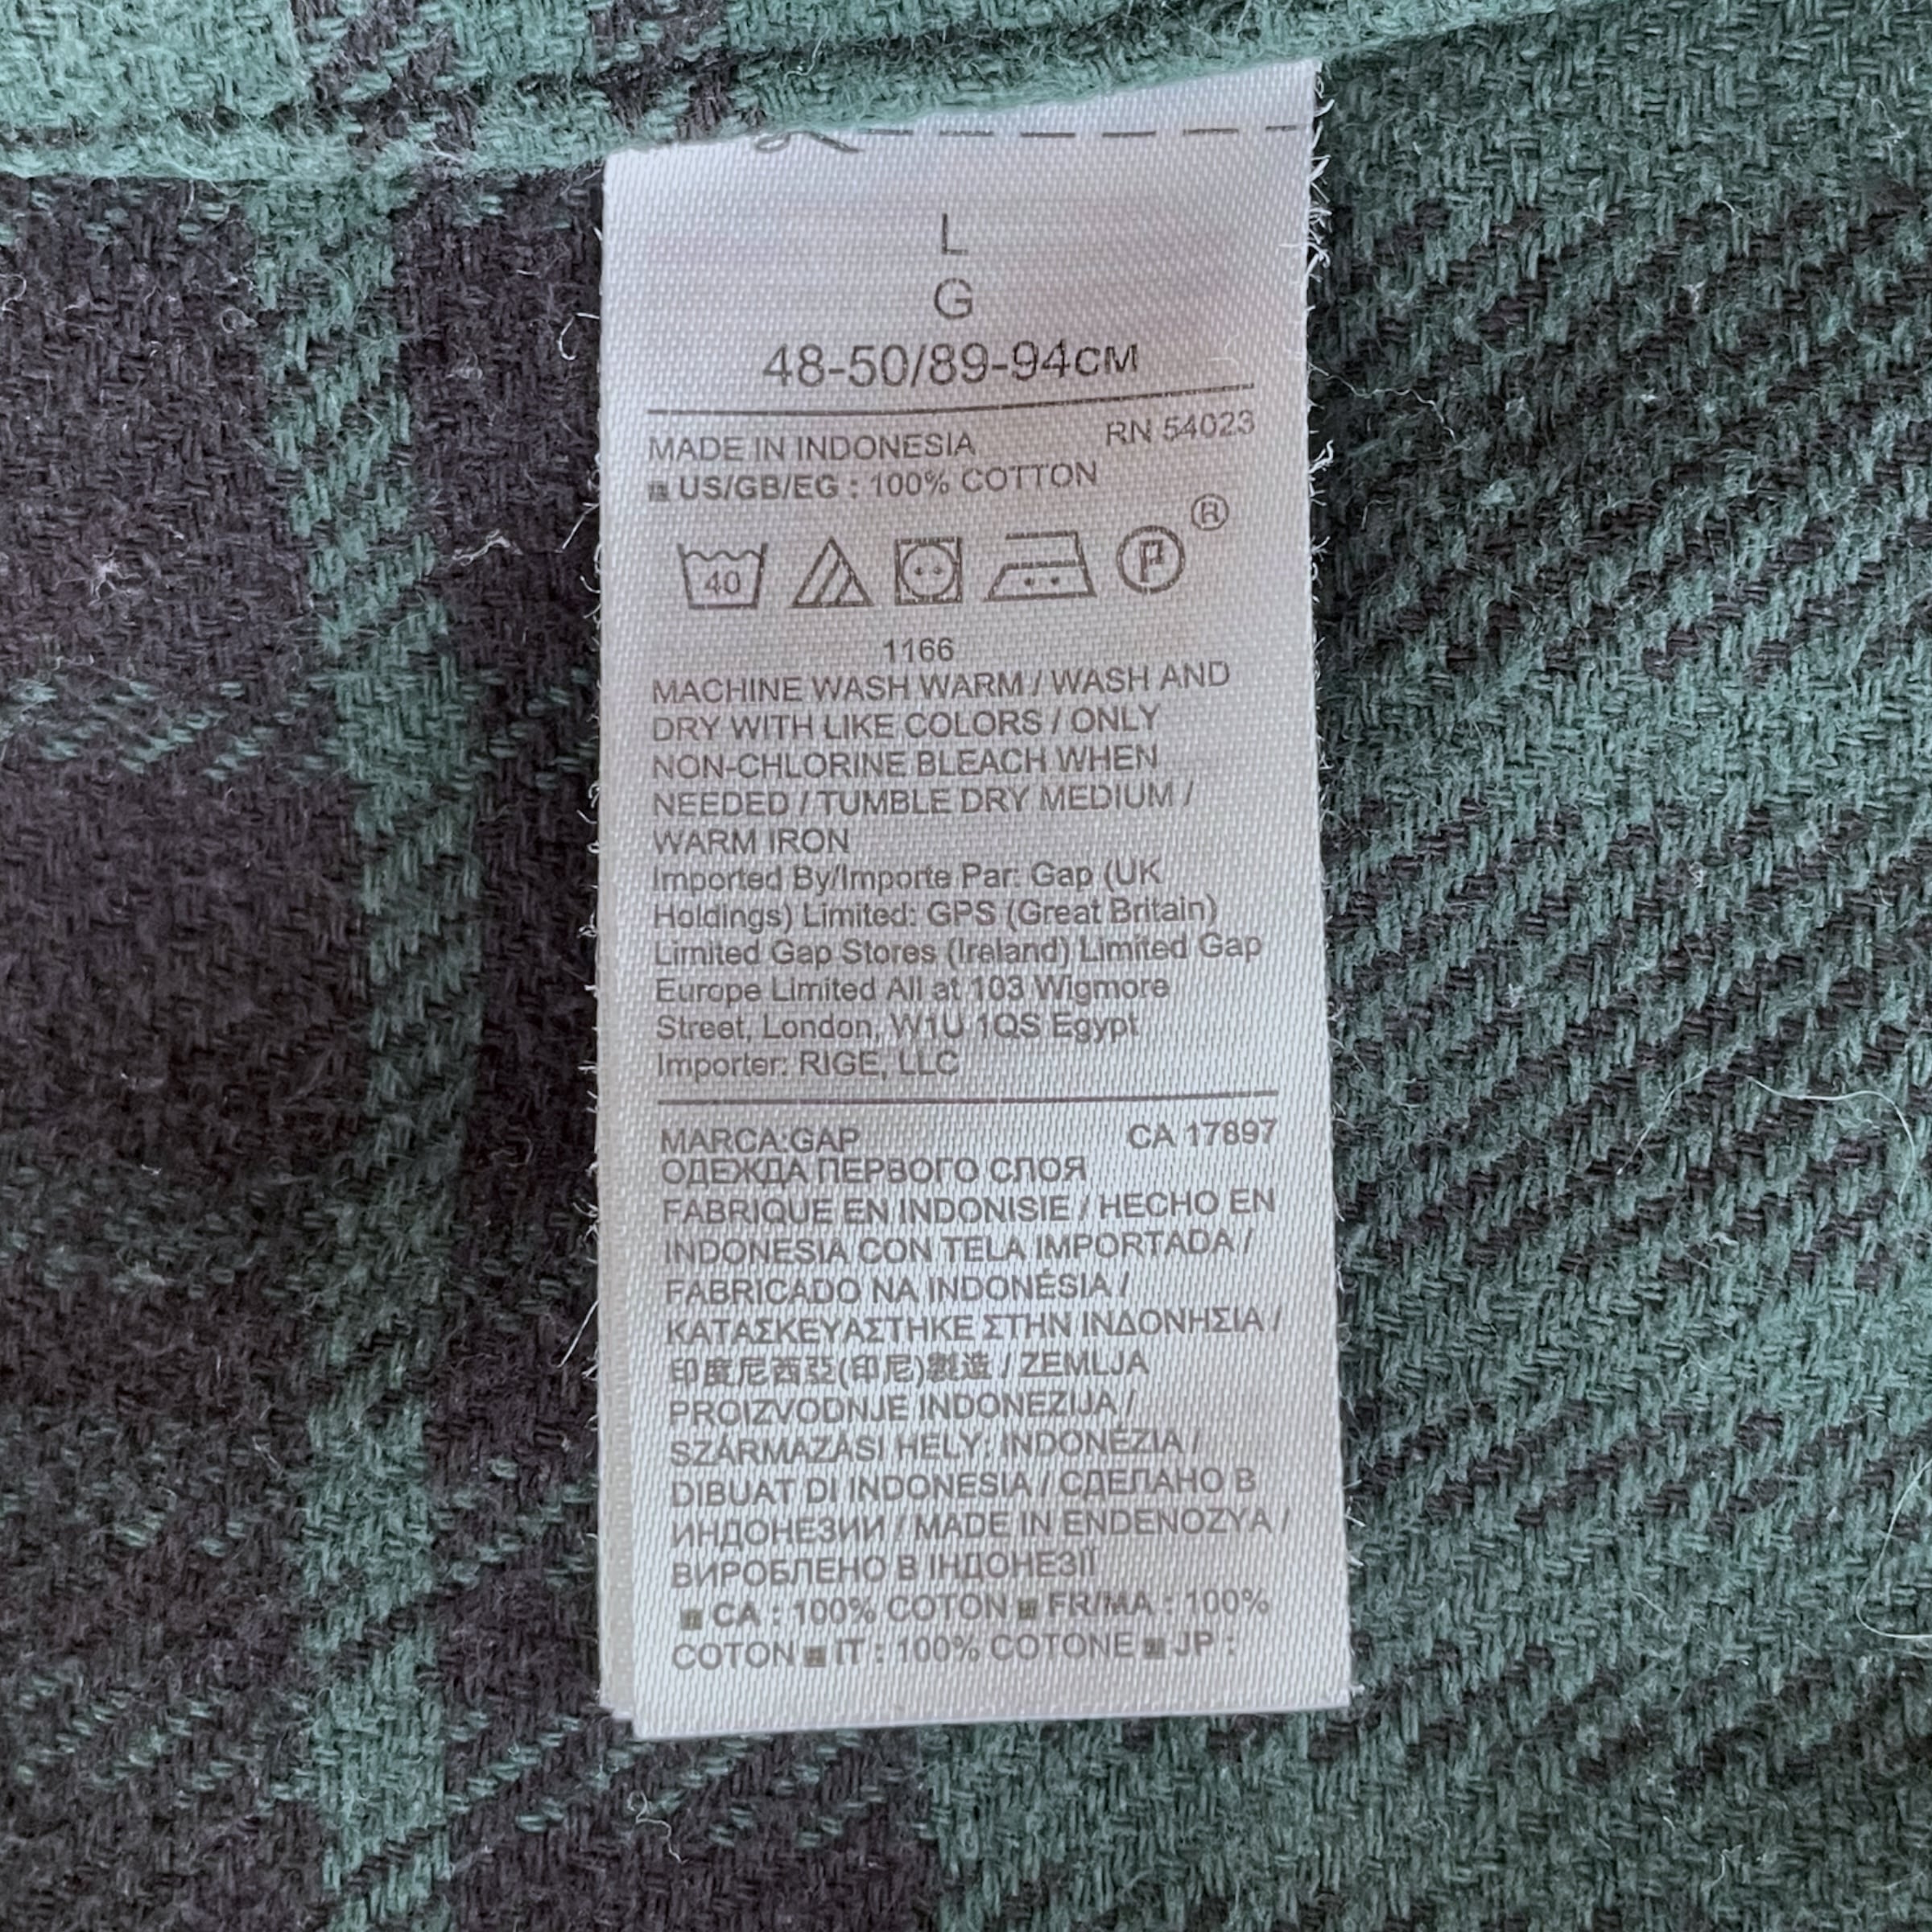 L
G
48-50/89-94СМ
MADE IN INDONESIA RN 54023
US/GB/EG : 100% COTTON
40 P ®
1166
MACHINE WASH WARM / WASH AND
DRY WITH LIKE COLORS / ONLY
NON-CHLORINE BLEACH WHEN
NEEDED / TUMBLE DRY MEDIUM /
WARM IRON
Imported By/Importe Par: Gap (UK
Holdings) Limited: GPS (Great Britain)
Limited Gap Stores (Ireland) Limited Gap
Europe Limited All at 103 Wigmore
Street, London, W1U 1QS Egypt
Importer: RIGE, LLC
MARCA:GAP CA 17897
ОДЕЖДА ПЕРВОГО СЛОЯ
FABRIQUE EN INDONISIE / HECHO EN
INDONESIA CON TELA IMPORTADA /
FABRICADO NA INDONÉSIA /
ΚΑΤΑΣΚΕΥΑΣΤΗΚΕ ΣΤΗΝ ΙΝΔΟΝΗΣΙΑ /
印度尼西亞(印尼)製造 / ZEMLJA
PROIZVODNJE INDONEZIJA /
SZÁRMAZÁSI HELY: INDONÉZIA /
DIBUAT DI INDONESIA / СДЕЛАНО В
ИНДОНЕЗИИ / MADE IN ENDENOZYA /
ВИРОБЛЕНО В ІНДОНЕЗІЇ
CA : 100% COTON FR/MA : 100%
COTON IT : 100% COTONE JP :